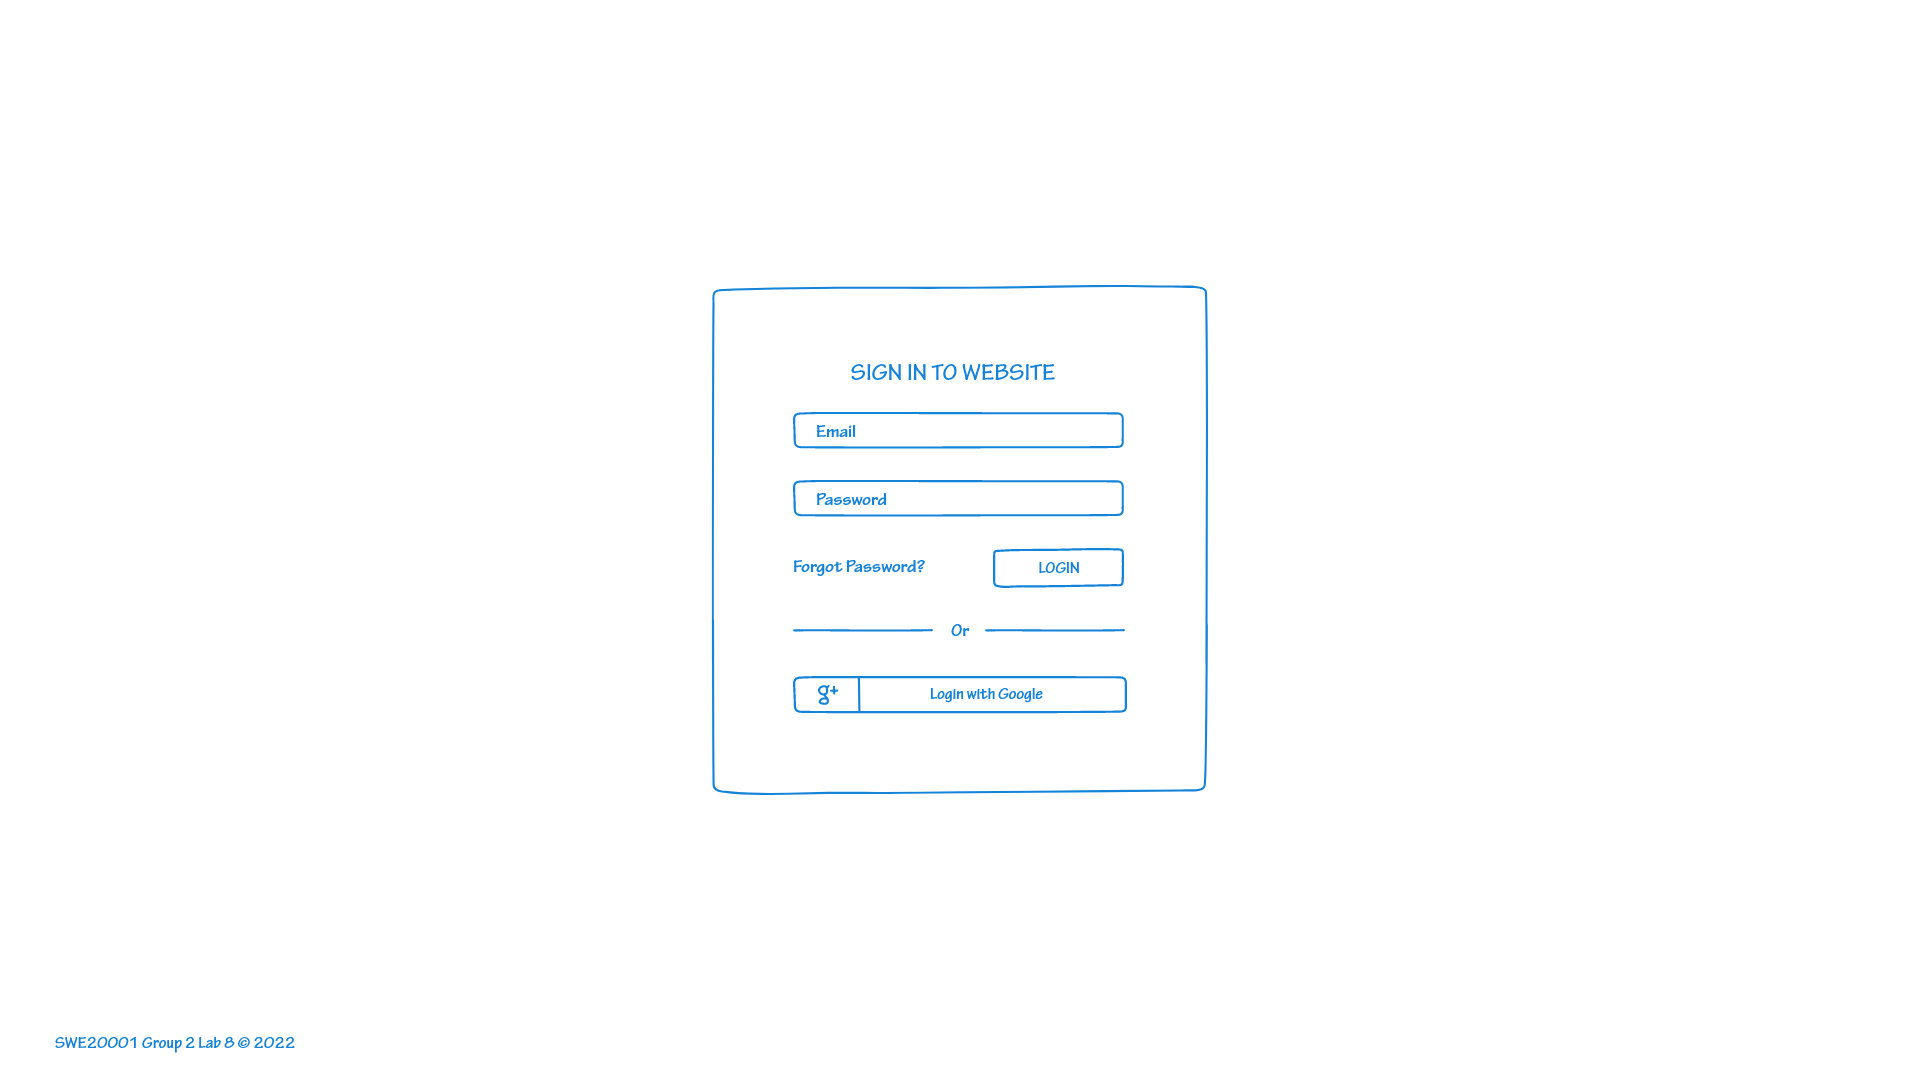 SIGN IN TO WEBSITE
Email
Password
Forgot Password?
LOGIN
Or
g+
Login with Google
SWE20001 Group 2 Lab 8 © 2022